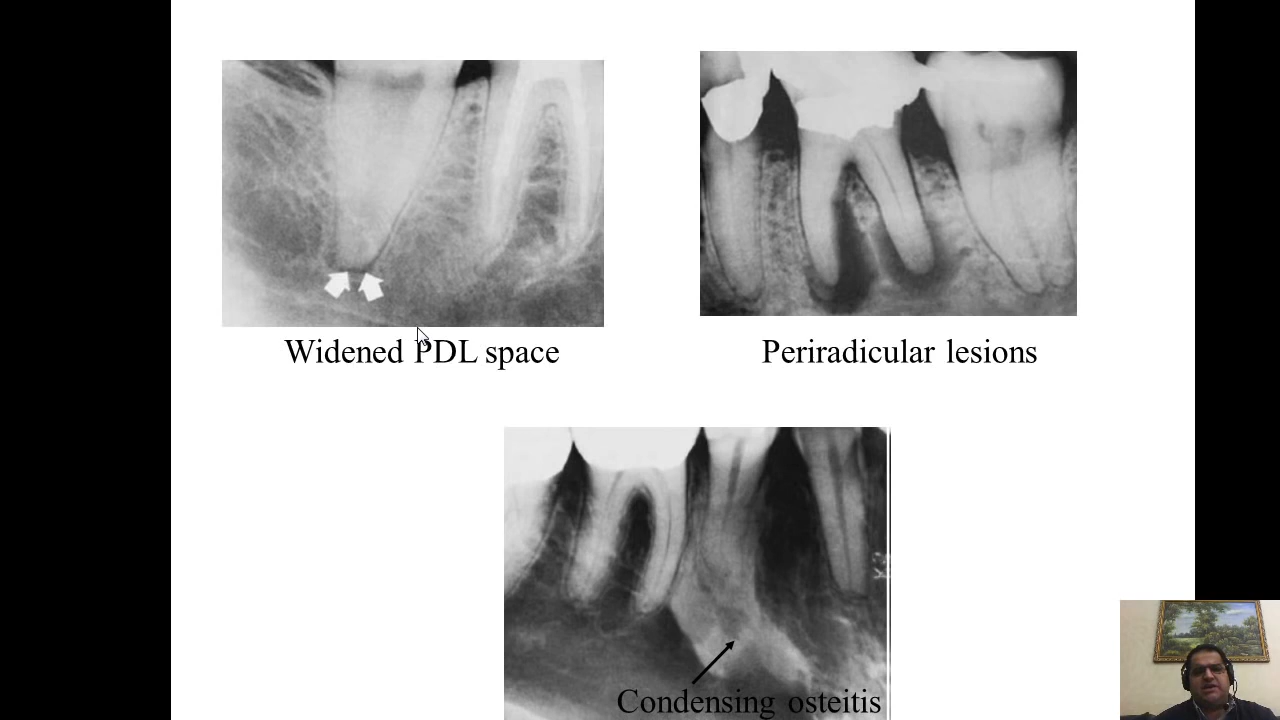 Widened PDL space
Periradicular lesions
Condensing osteitis